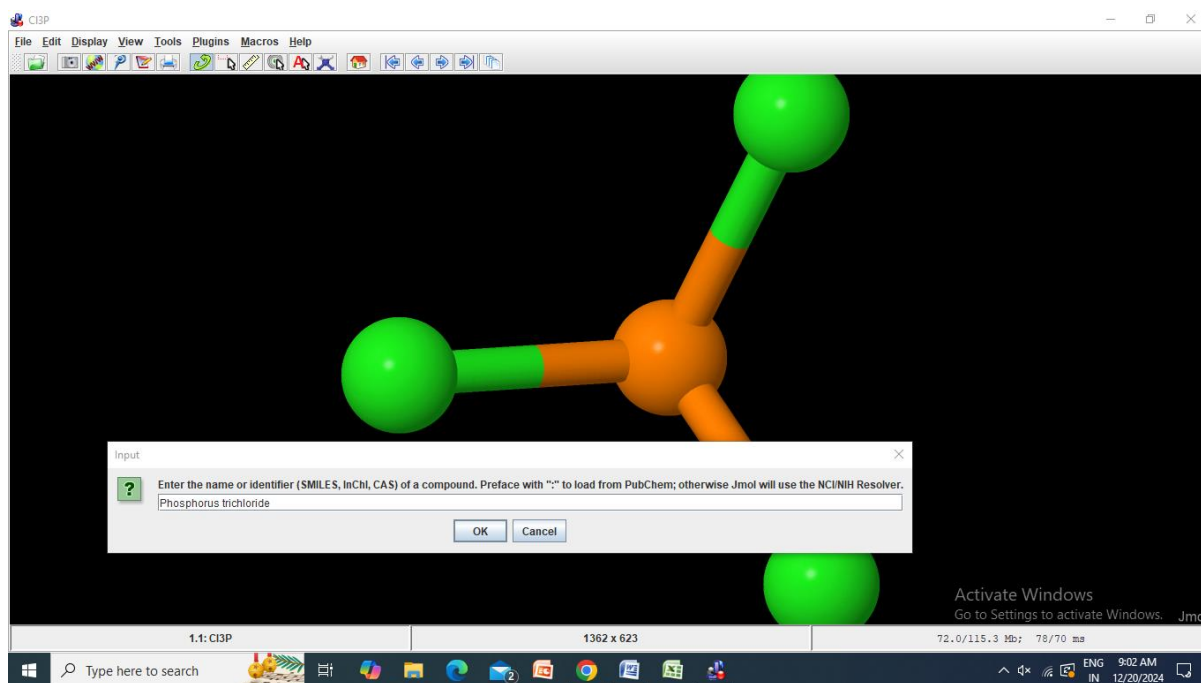 Cl3P
File Edit Display View Tools Plugins Macros Help
Input
Enter the name or identifier (SMILES, InChI, CAS) of a compound. Preface with ":" to load from PubChem; otherwise Jmol will use the NCI/NIH Resolver.
Phosphorus trichloride
OK Cancel
Activate Windows
Go to Settings to activate Windows. Jmo
1.1: Cl3P 1362 x 623 72.0/115.3 Mb; 78/70 ms
Type here to search 2 ENG 9:02 AM
IN 12/20/2024